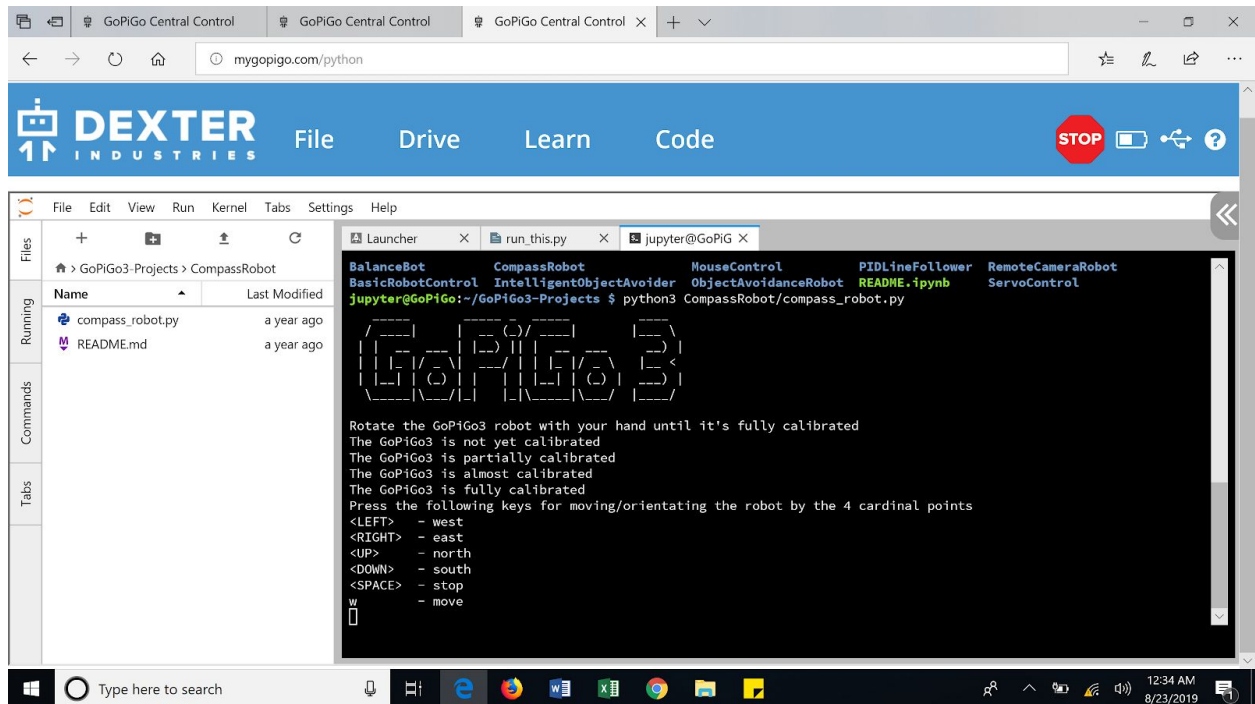 GoPiGo Central Control
GoPiGo Central Control
GoPiGo Central Control
mygopigo.com/python
DEXTER
INDUSTRIES
File Drive Learn Code
STOP
File Edit View Run Kernel Tabs Settings Help
Files
Running
Commands
Tabs
GoPiGo3-Projects > CompassRobot
Name Last Modified
compass_robot.py a year ago
README.md a year ago
Launcher run_this.py jupyter@GoPiG
BalanceBot CompassRobot MouseControl PIDLineFollower RemoteCameraRobot
BasicRobotControl IntelligentObjectAvoider ObjectAvoidanceRobot README.ipynb ServoControl
jupyter@GoPiGo:~/GoPiGo3-Projects $ python3 CompassRobot/compass_robot.py
GoPiGo 3
Rotate the GoPiGo3 robot with your hand until it's fully calibrated
The GoPiGo3 is not yet calibrated
The GoPiGo3 is partially calibrated
The GoPiGo3 is almost calibrated
The GoPiGo3 is fully calibrated
Press the following keys for moving/orientating the robot by the 4 cardinal points
<LEFT> - west
<RIGHT> - east
<UP> - north
<DOWN> - south
<SPACE> - stop
w - move
Type here to search
12:34 AM
8/23/2019
1